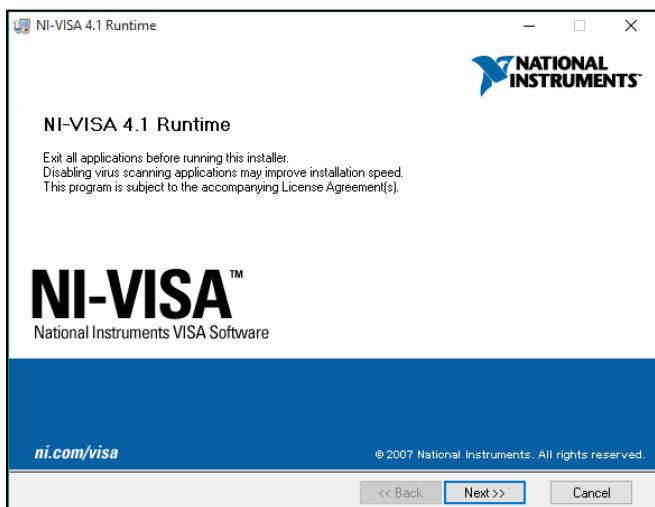 NI-VISA 4.1 Runtime
NATIONAL
INSTRUMENTS™
NI-VISA 4.1 Runtime
Exit all applications before running this installer.
Disabling virus scanning applications may improve installation speed.
This program is subject to the accompanying License Agreement(s).
NI-VISA™
National Instruments VISA Software
ni.com/visa
© 2007 National Instruments. All rights reserved.
<< Back
Next >>
Cancel